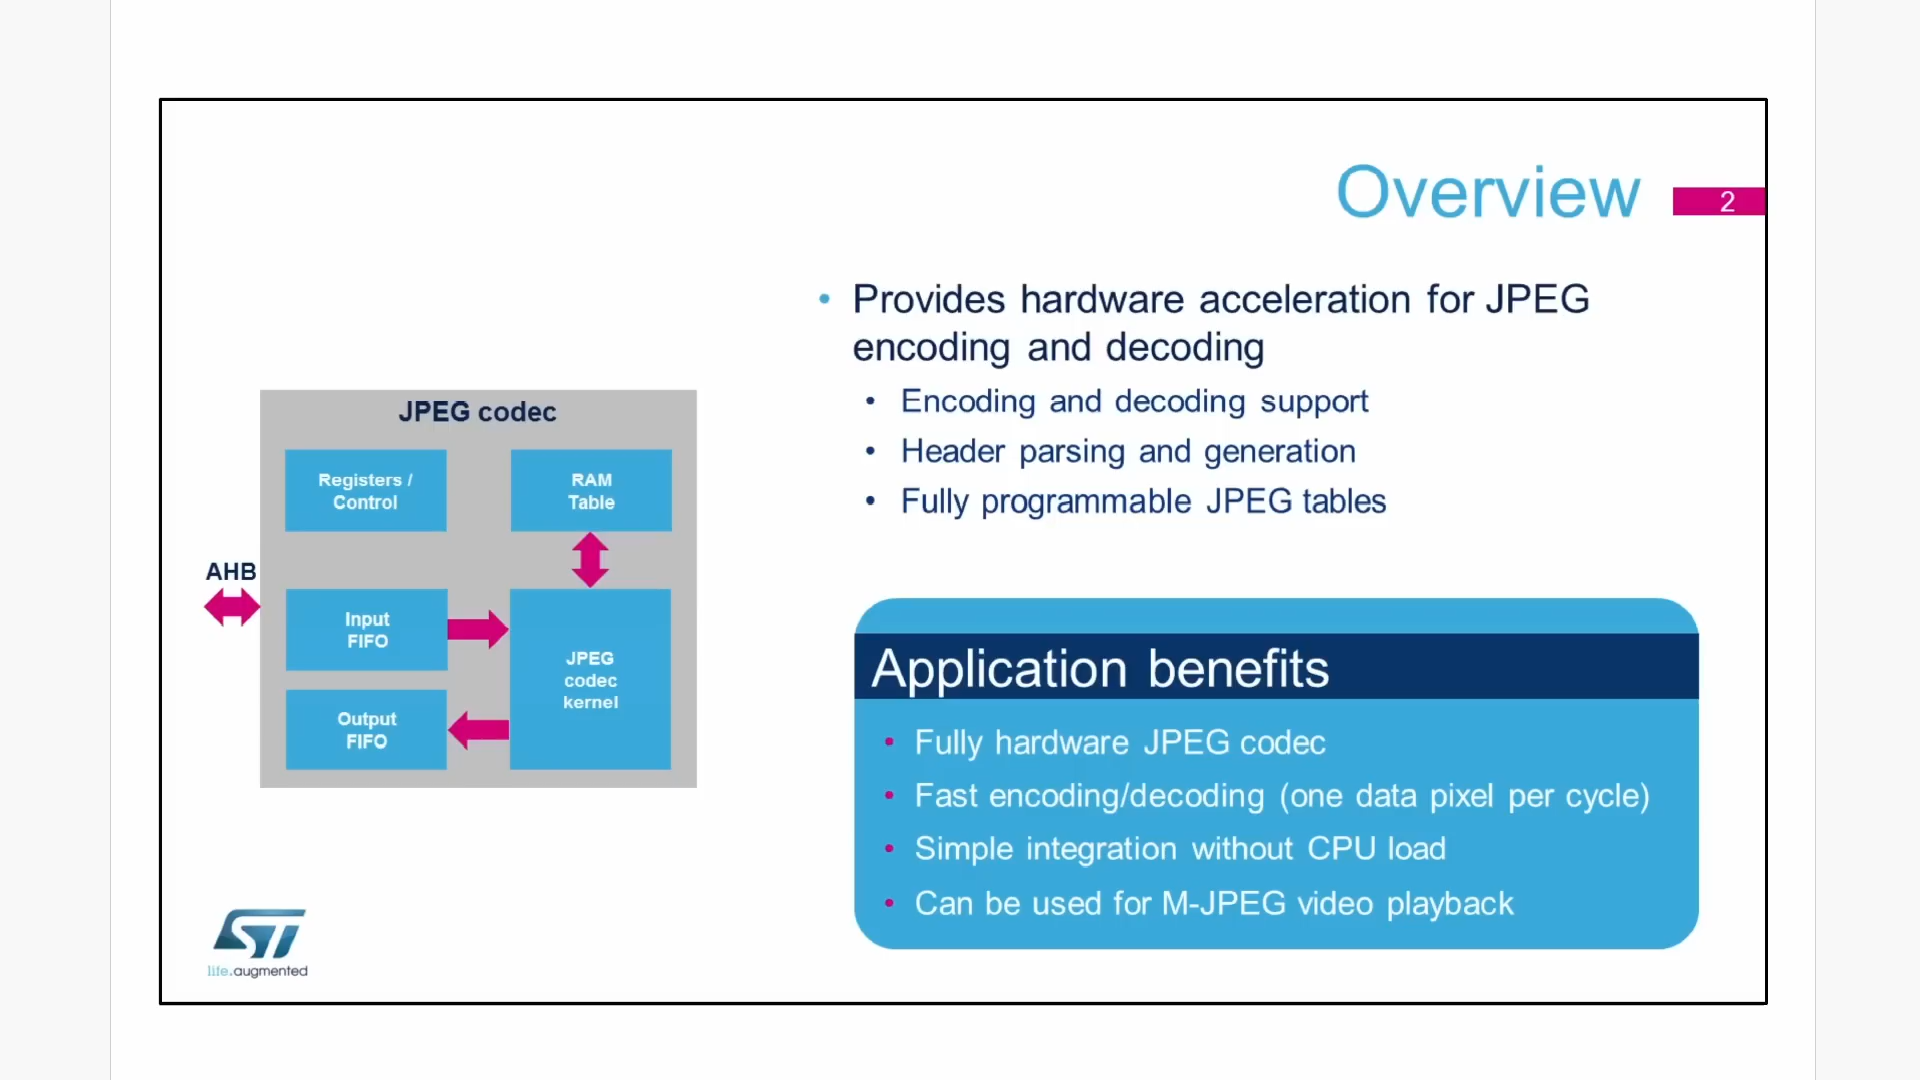 Overview
2
• Provides hardware acceleration for JPEG
encoding and decoding
• Encoding and decoding support
• Header parsing and generation
• Fully programmable JPEG tables
JPEG codec
Registers /
Control
RAM
Table
AHB
Input
FIFO
JPEG
codec
kernel
Output
FIFO
Application benefits
• Fully hardware JPEG codec
• Fast encoding/decoding (one data pixel per cycle)
• Simple integration without CPU load
• Can be used for M-JPEG video playback
ST
life.augmented